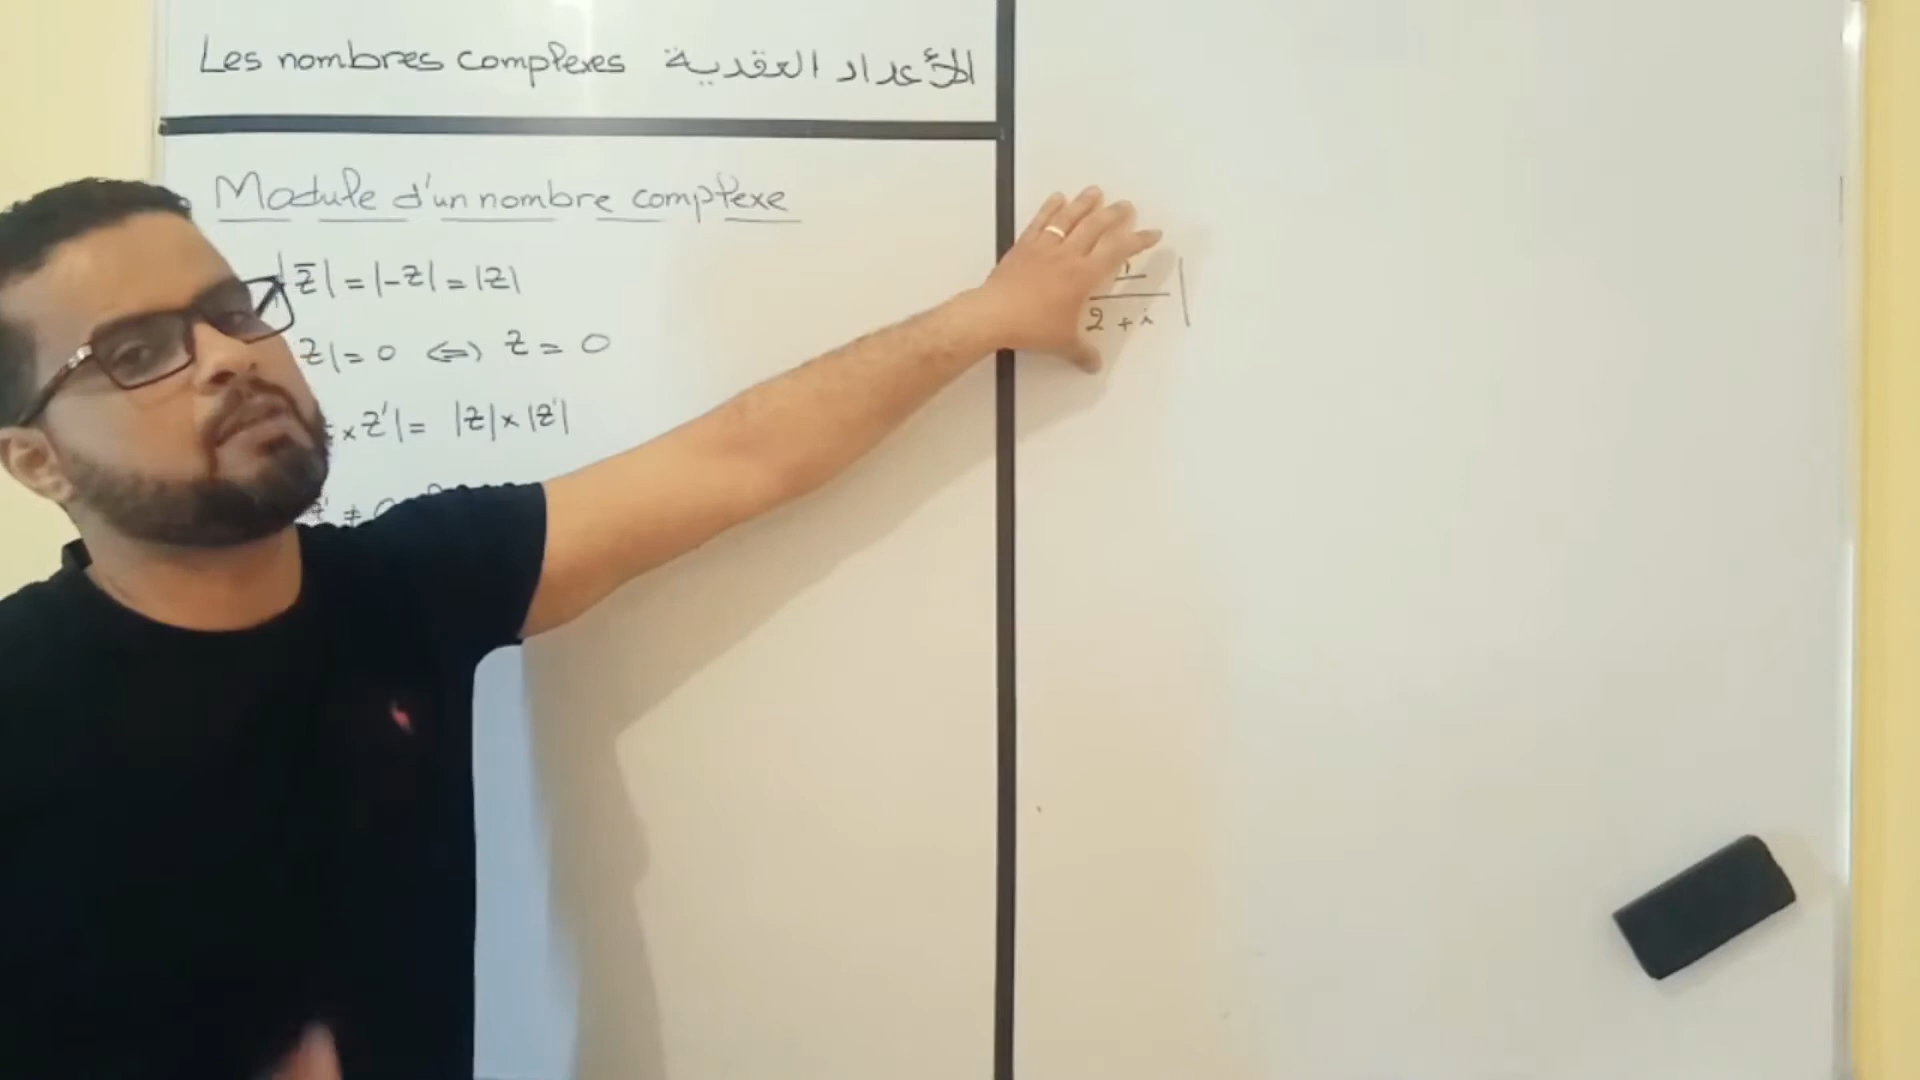 Les nombres complexes الأعداد العقدية
Module d'un nombre complexe
|z̅| = |-z| = |z|
z| = 0 ⇔ z = 0
× z'| = |z| × |z'|
z' ≠ 0
1
2 + i |